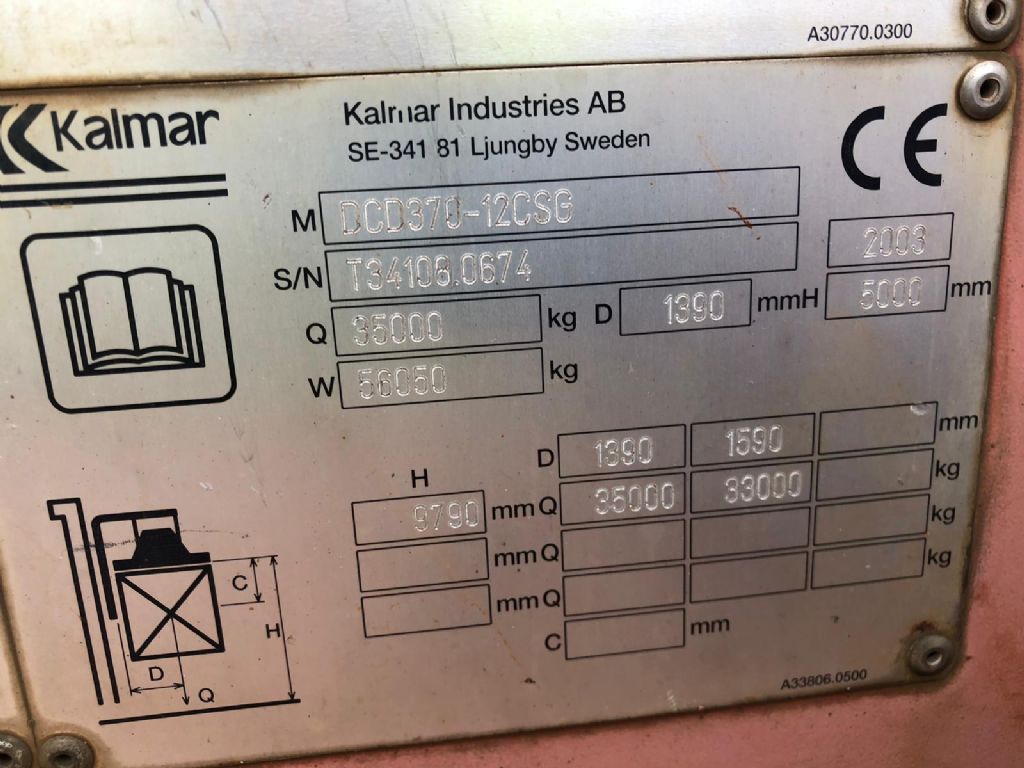 A30770.0300
Kalmar
Kalmar Industries AB
SE-341 81 Ljungby Sweden
CE
M DCD370-12CSG
S/N T34108.0674 2003
Q 35000 kg D 1390 mm H 5000 mm
W 56050 kg
D 1390 1590 mm
H
9790 mm Q 35000 33000 kg
mm Q kg
mm Q kg
C mm
C
H
D
Q
A33806.0500